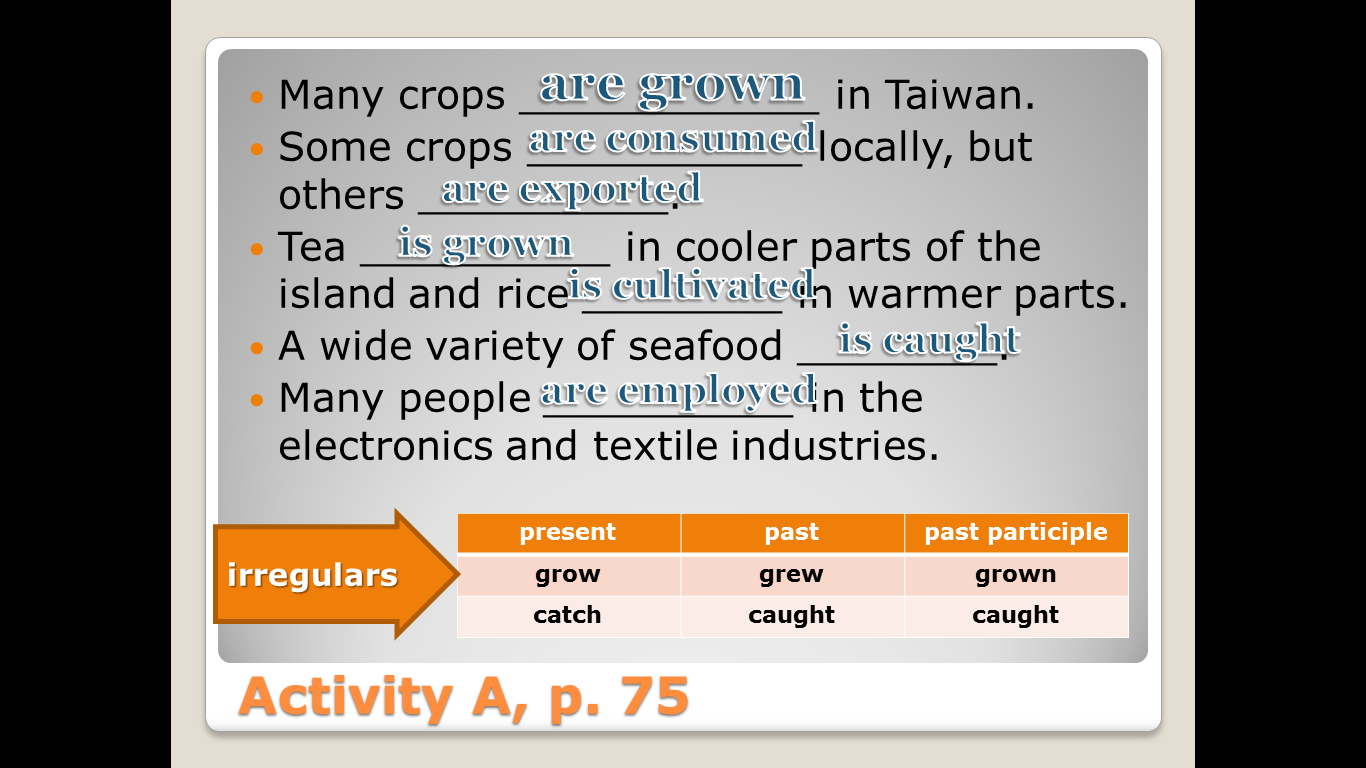 Many crops are grown in Taiwan.
Some crops are consumed locally, but
others are exported.
Tea is grown in cooler parts of the
island and rice is cultivated in warmer parts.
A wide variety of seafood is caught.
Many people are employed in the
electronics and textile industries.
irregulars
present past past participle
grow grew grown
catch caught caught
Activity A, p. 75